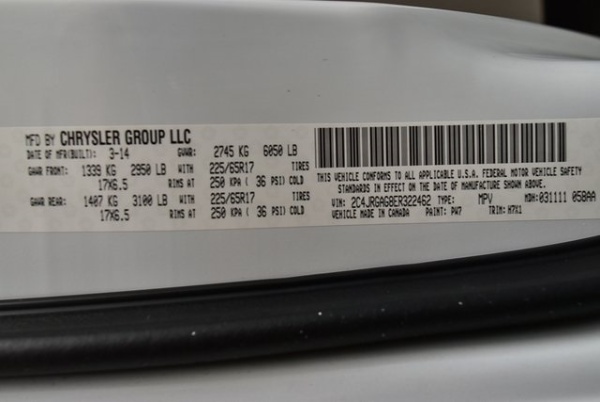 MFD BY CHRYSLER GROUP LLC
DATE OF MFR(BUILT): 3-14 GVWR: 2745 KG 6050 LB
GAWR FRONT: 1339 KG 2950 LB WITH 225/65R17 TIRES
17X6.5 RIMS AT 250 KPA ( 36 PSI) COLD
GAWR REAR: 1407 KG 3100 LB WITH 225/65R17 TIRES
17X6.5 RIMS AT 250 KPA ( 36 PSI) COLD
THIS VEHICLE CONFORMS TO ALL APPLICABLE U.S.A. FEDERAL MOTOR VEHICLE SAFETY
STANDARDS IN EFFECT ON THE DATE OF MANUFACTURE SHOWN ABOVE.
VIN: 2C4JRGAG8ER322462 TYPE: MPV MDH:031111 058AA
VEHICLE MADE IN CANADA PAINT: PW7 TRIM: H7X1